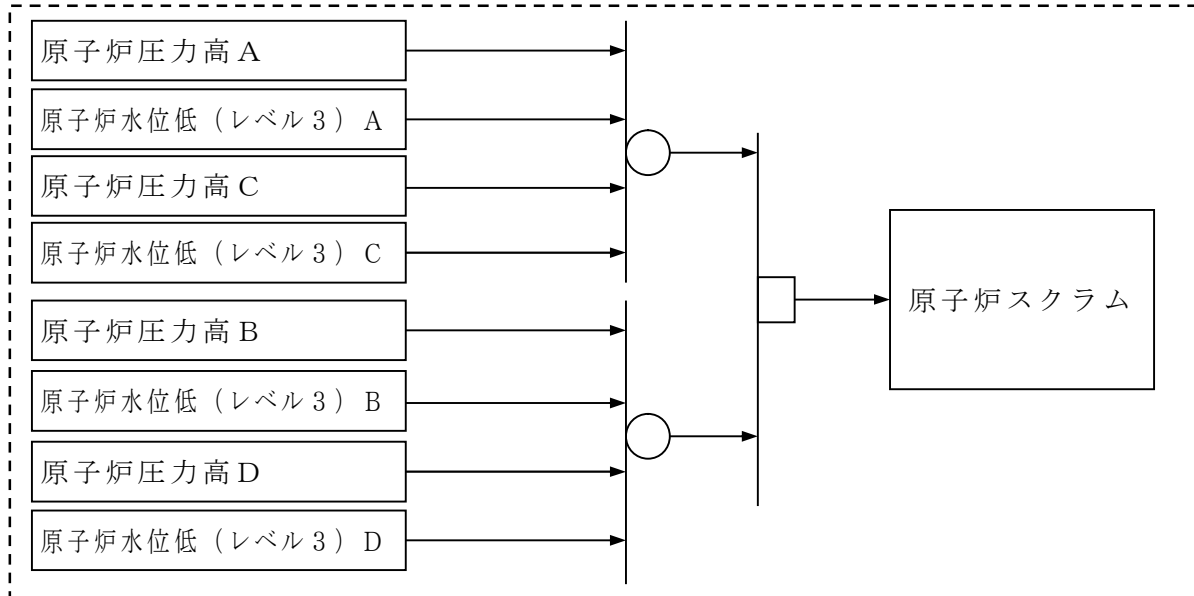 原子炉圧力高A
原子炉水位低（レベル３）A
原子炉圧力高C
原子炉水位低（レベル３）C
原子炉圧力高B
原子炉水位低（レベル３）B
原子炉圧力高D
原子炉水位低（レベル３）D
原子炉スクラム